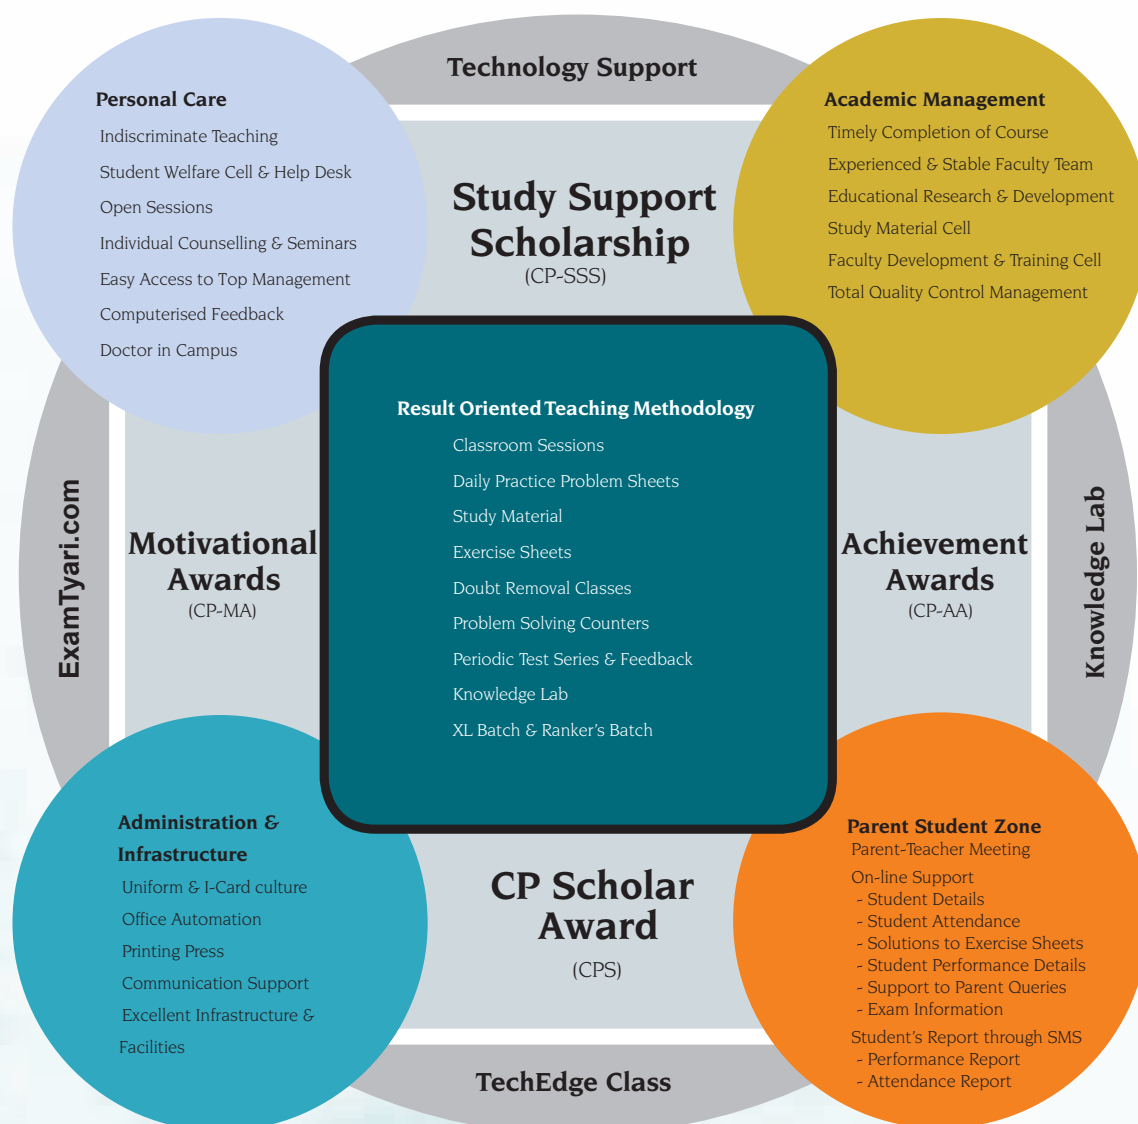 Technology Support
Personal Care
Indiscriminate Teaching
Student Welfare Cell & Help Desk
Open Sessions
Individual Counselling & Seminars
Easy Access to Top Management
Computerised Feedback
Doctor in Campus
Study Support
Scholarship
(CP-SSS)
Academic Management
Timely Completion of Course
Experienced & Stable Faculty Team
Educational Research & Development
Study Material Cell
Faculty Development & Training Cell
Total Quality Control Management
ExamTyari.com
Motivational
Awards
(CP-MA)
Result Oriented Teaching Methodology
Classroom Sessions
Daily Practice Problem Sheets
Study Material
Exercise Sheets
Doubt Removal Classes
Problem Solving Counters
Periodic Test Series & Feedback
Knowledge Lab
XL Batch & Ranker's Batch
Achievement
Awards
(CP-AA)
Knowledge Lab
Administration &
Infrastructure
Uniform & I-Card culture
Office Automation
Printing Press
Communication Support
Excellent Infrastructure &
Facilities
CP Scholar
Award
(CPS)
Parent Student Zone
Parent-Teacher Meeting
On-line Support
- Student Details
- Student Attendance
- Solutions to Exercise Sheets
- Student Performance Details
- Support to Parent Queries
- Exam Information
Student's Report through SMS
- Performance Report
- Attendance Report
TechEdge Class